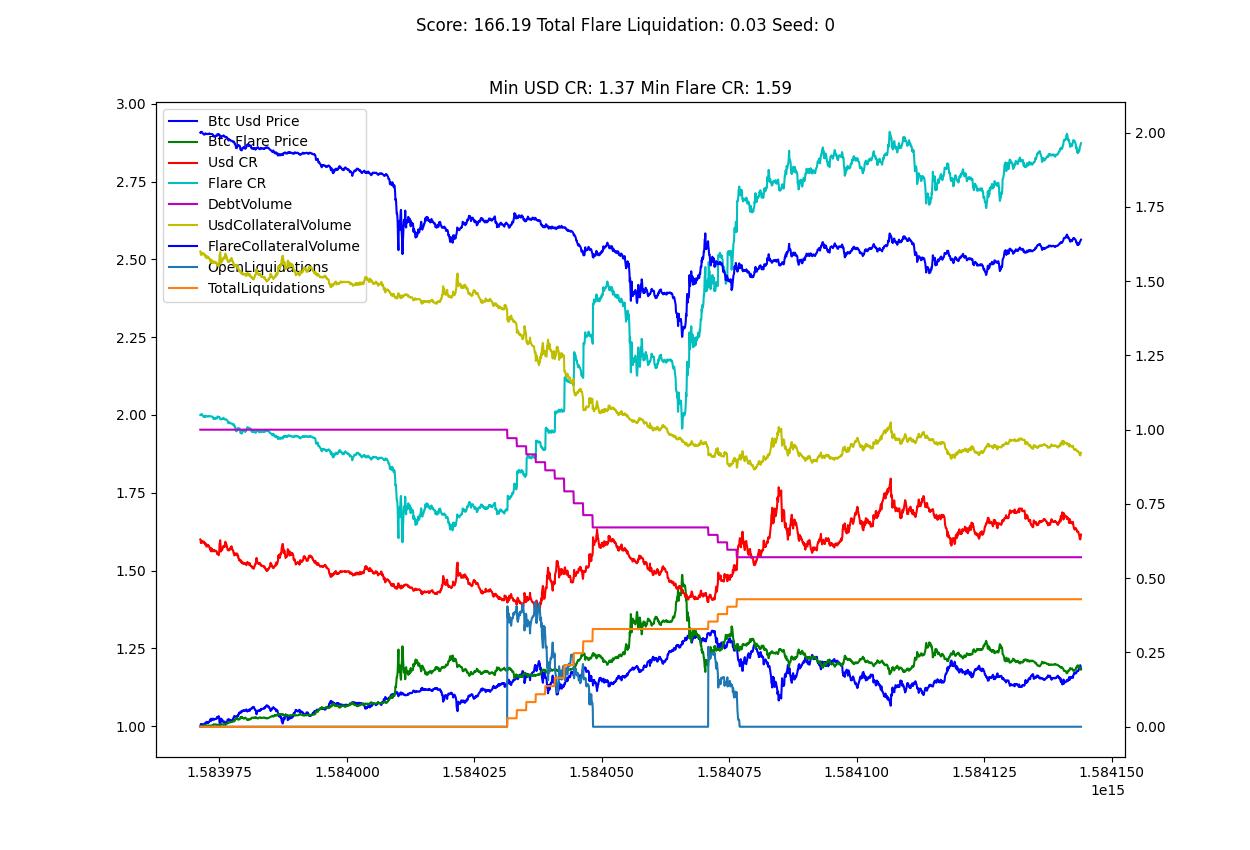 Score: 166.19 Total Flare Liquidation: 0.03 Seed: 0
Min USD CR: 1.37 Min Flare CR: 1.59
Btc Usd Price
Btc Flare Price
Usd CR
Flare CR
DebtVolume
UsdCollateralVolume
FlareCollateralVolume
OpenLiquidations
TotalLiquidations
3.00
2.75
2.50
2.25
2.00
1.75
1.50
1.25
1.00
2.00
1.75
1.50
1.25
1.00
0.75
0.50
0.25
0.00
1.583975 1.584000 1.584025 1.584050 1.584075 1.584100 1.584125 1.584150
1e15